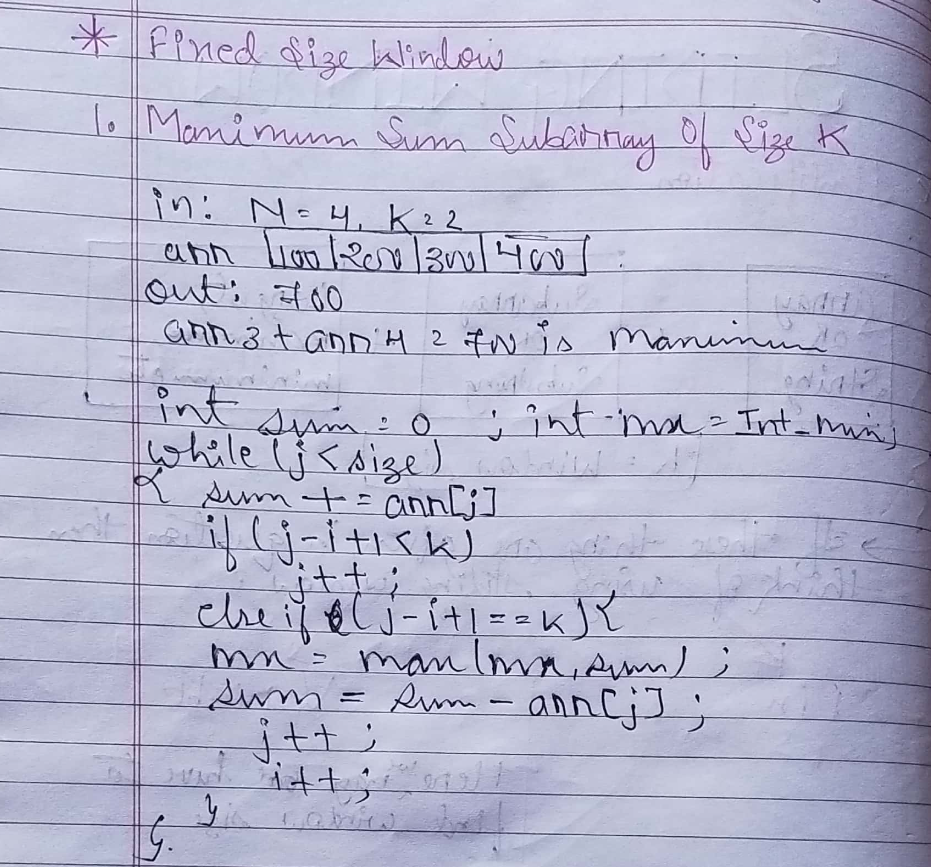 * Fixed Size Window
1. Maximum Sum Subarray Of Size K
in: N = 4, K = 2
arr |100|200|300|400|
out: 700
arr 3 + arr 4 = 700 is maximum
int sum = 0 ; int mx = Int_min;
while (j < size)
{ sum += arr[j]
if (j-i+1 < k)
j++ ;
else if (j-i+1 == k) {
mx = max(mx, sum) ;
sum = sum - arr[j] ;
j++ ;
i++ ;
}
}.